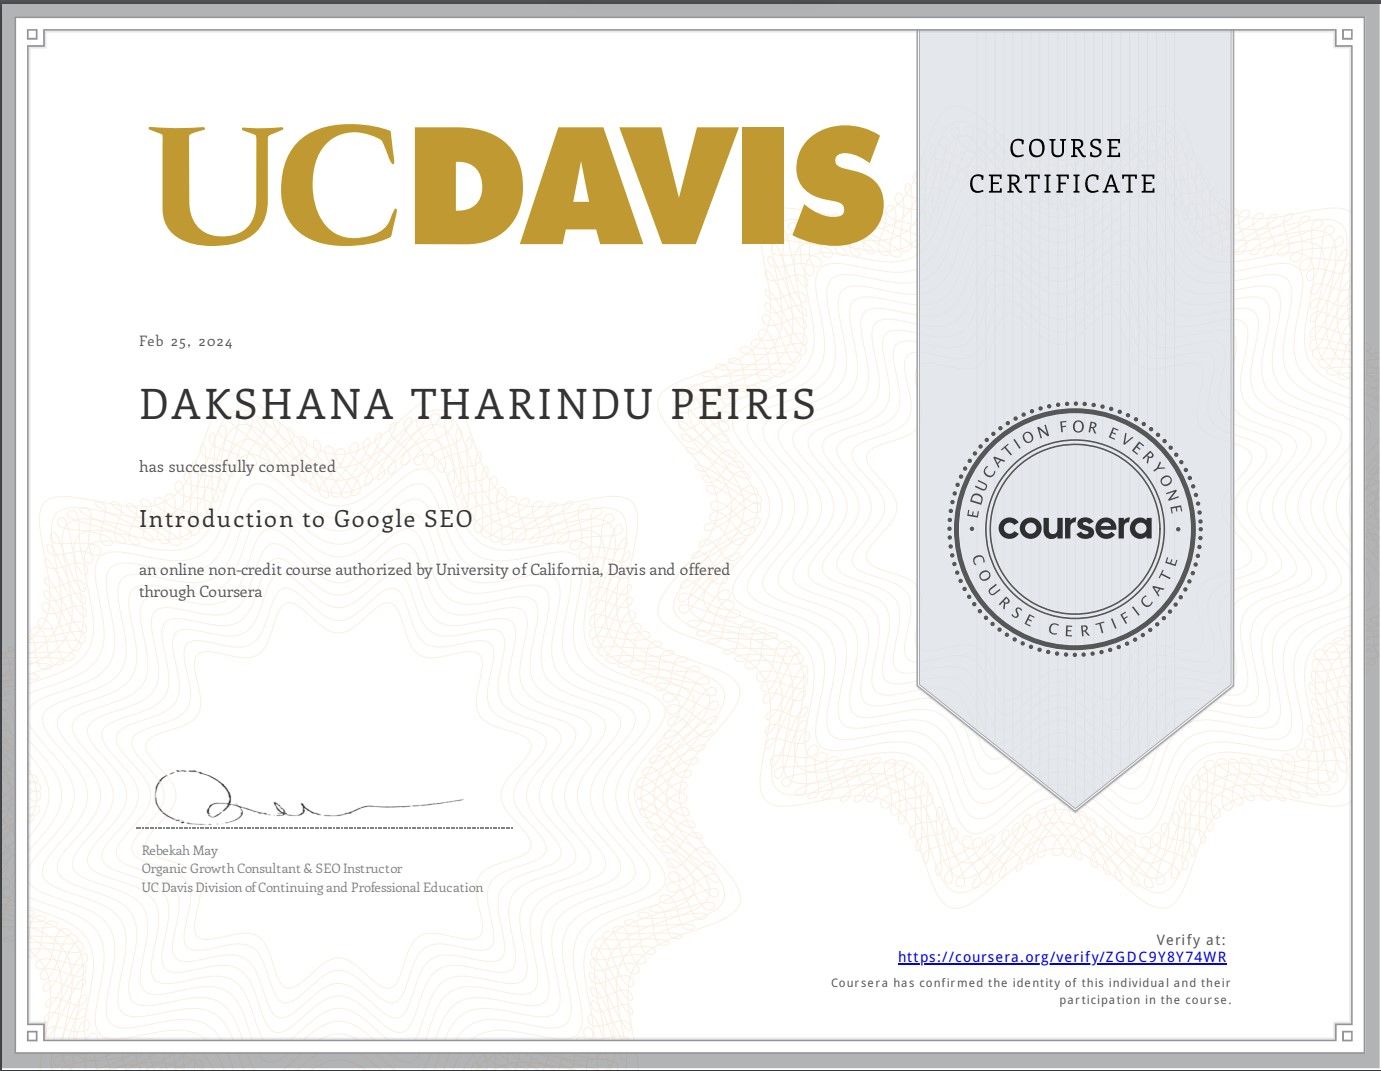 UCDAVIS
COURSE
CERTIFICATE
Feb 25, 2024
DAKSHANA THARINDU PEIRIS
has successfully completed
Introduction to Google SEO
an online non-credit course authorized by University of California, Davis and offered
through Coursera
EDUCATION FOR EVERYONE
coursera
COURSE CERTIFICATE
Rebekah May
Organic Growth Consultant & SEO Instructor
UC Davis Division of Continuing and Professional Education
Verify at:
https://coursera.org/verify/ZGDC9Y8Y74WR
Coursera has confirmed the identity of this individual and their
participation in the course.